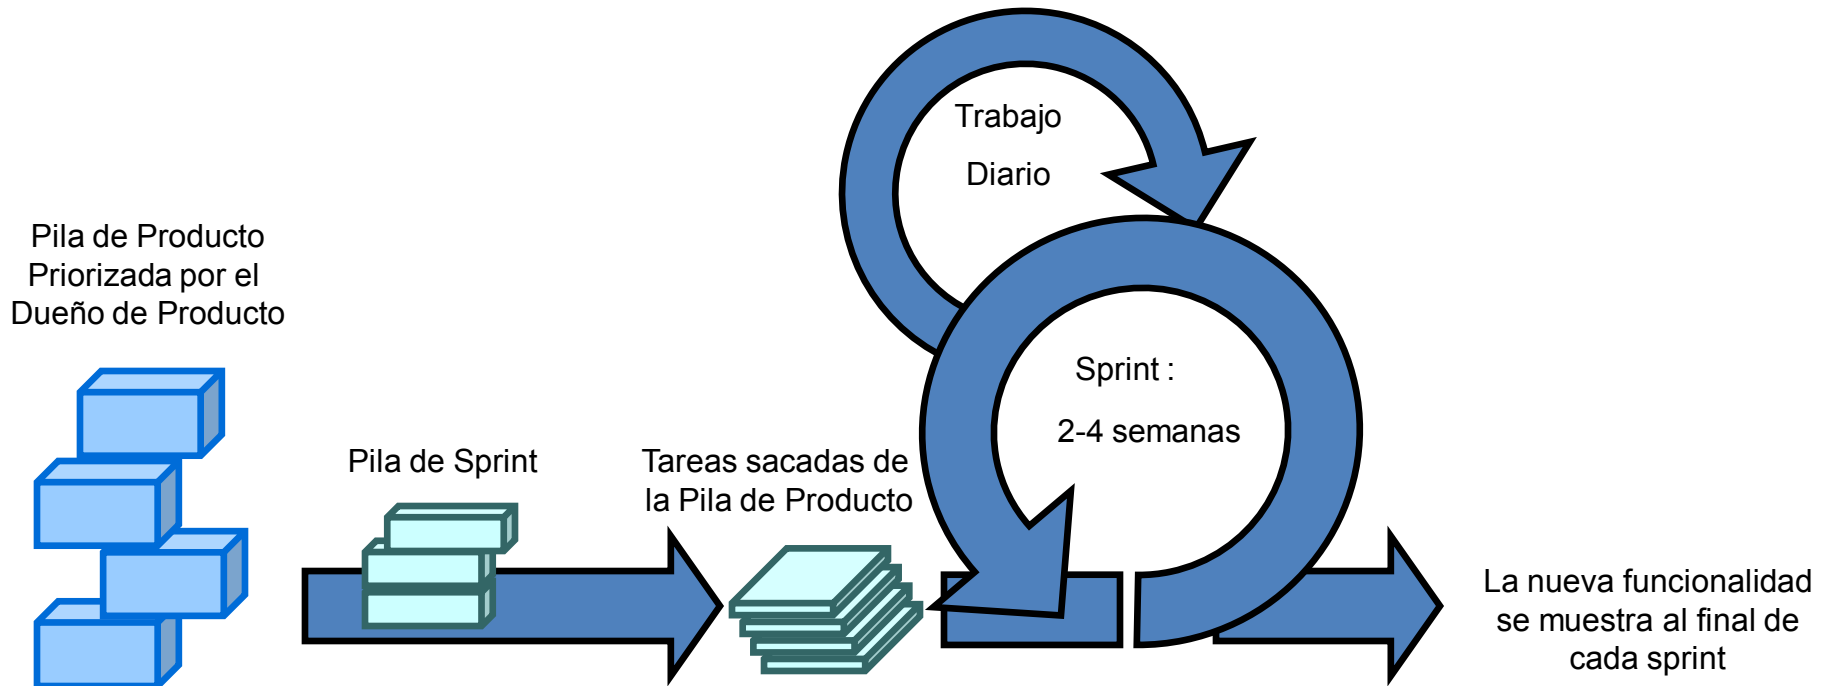 Pila de Producto
Priorizada por el
Dueño de Producto
Pila de Sprint
Tareas sacadas de
la Pila de Producto
Trabajo
Diario
Sprint :
2-4 semanas
La nueva funcionalidad
se muestra al final de
cada sprint